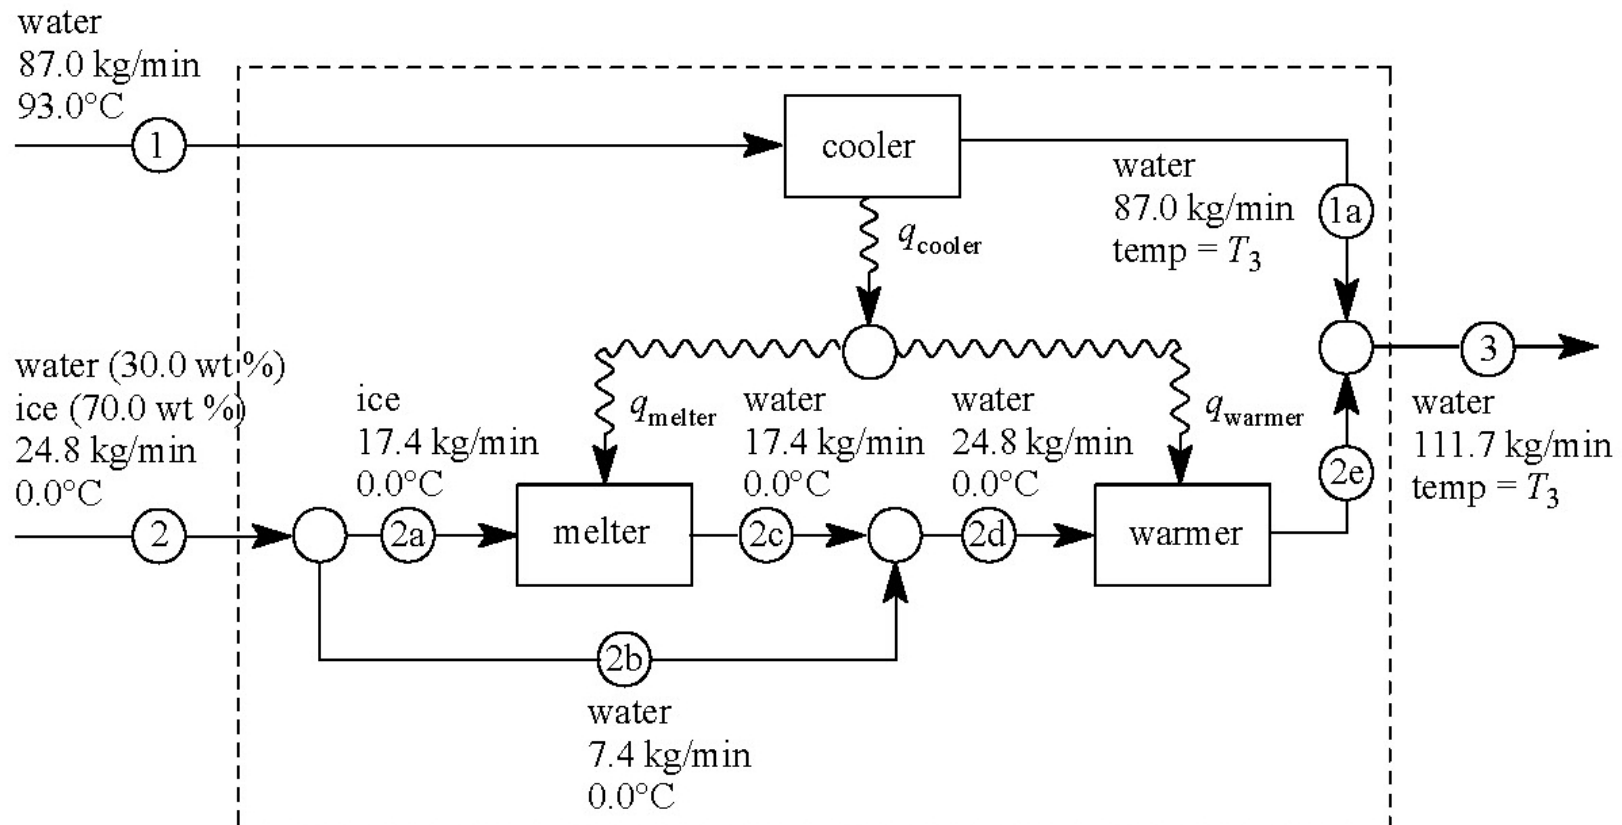 water
87.0 kg/min
93.0°C
1
cooler
water
87.0 kg/min
temp = T3
1a
qcooler
water (30.0 wt %)
ice (70.0 wt %)
24.8 kg/min
0.0°C
2
ice
17.4 kg/min
0.0°C
2a
qmelter
melter
water
17.4 kg/min
0.0°C
2c
water
24.8 kg/min
0.0°C
2d
qwarmer
warmer
2e
3
water
111.7 kg/min
temp = T3
2b
water
7.4 kg/min
0.0°C